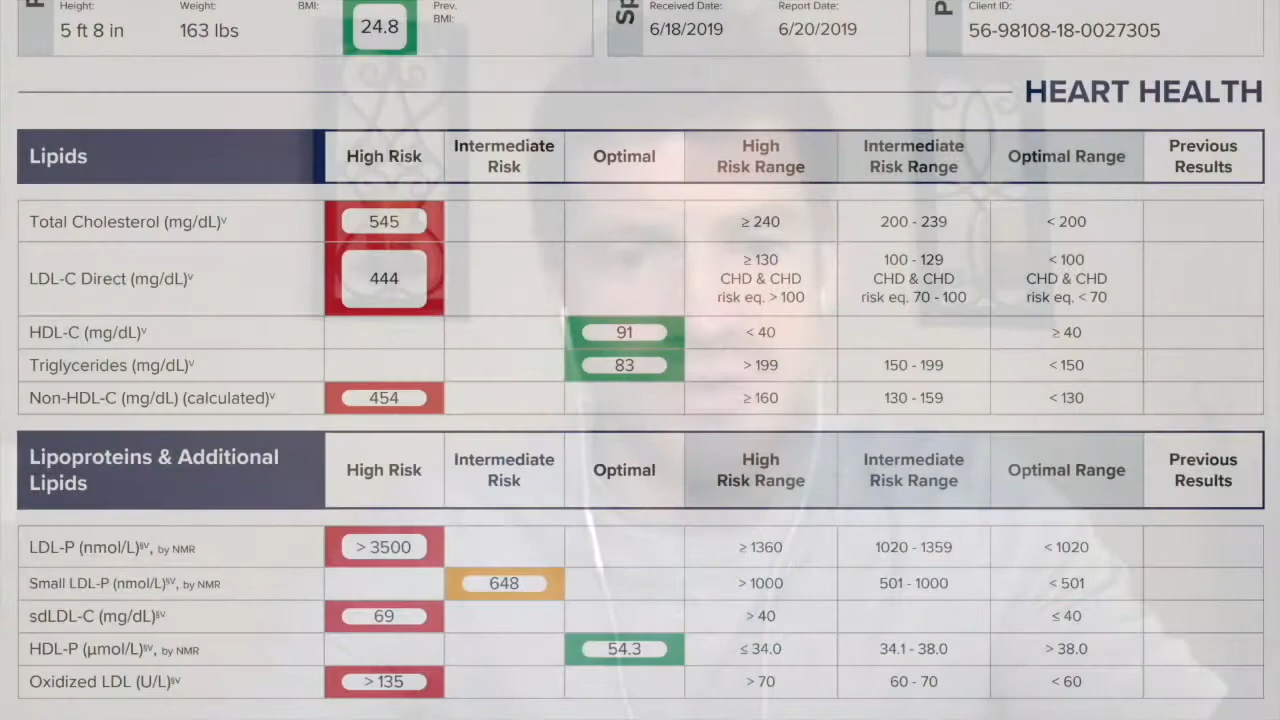 Height: Weight: BMI: Prev. BMI: Received Date: Report Date: Client ID:
5 ft 8 in 163 lbs 24.8 Sp 6/18/2019 6/20/2019 P 56-98108-18-0027305
HEART HEALTH
Lipids High Risk Intermediate Risk Optimal High Risk Range Intermediate Risk Range Optimal Range Previous Results
Total Cholesterol (mg/dL)ᵛ 545 ≥ 240 200 - 239 < 200
LDL-C Direct (mg/dL)ᵛ 444 ≥ 130 CHD & CHD risk eq. > 100 100 - 129 CHD & CHD risk eq. 70 - 100 < 100 CHD & CHD risk eq. < 70
HDL-C (mg/dL)ᵛ 91 < 40 ≥ 40
Triglycerides (mg/dL)ᵛ 83 > 199 150 - 199 < 150
Non-HDL-C (mg/dL) (calculated)ᵛ 454 ≥ 160 130 - 159 < 130
Lipoproteins & Additional Lipids High Risk Intermediate Risk Optimal High Risk Range Intermediate Risk Range Optimal Range Previous Results
LDL-P (nmol/L)§ᵛ, by NMR > 3500 ≥ 1360 1020 - 1359 < 1020
Small LDL-P (nmol/L)§ᵛ, by NMR 648 > 1000 501 - 1000 < 501
sdLDL-C (mg/dL)§ᵛ 69 > 40 ≤ 40
HDL-P (µmol/L)§ᵛ, by NMR 54.3 ≤ 34.0 34.1 - 38.0 > 38.0
Oxidized LDL (U/L)§ᵛ > 135 > 70 60 - 70 < 60